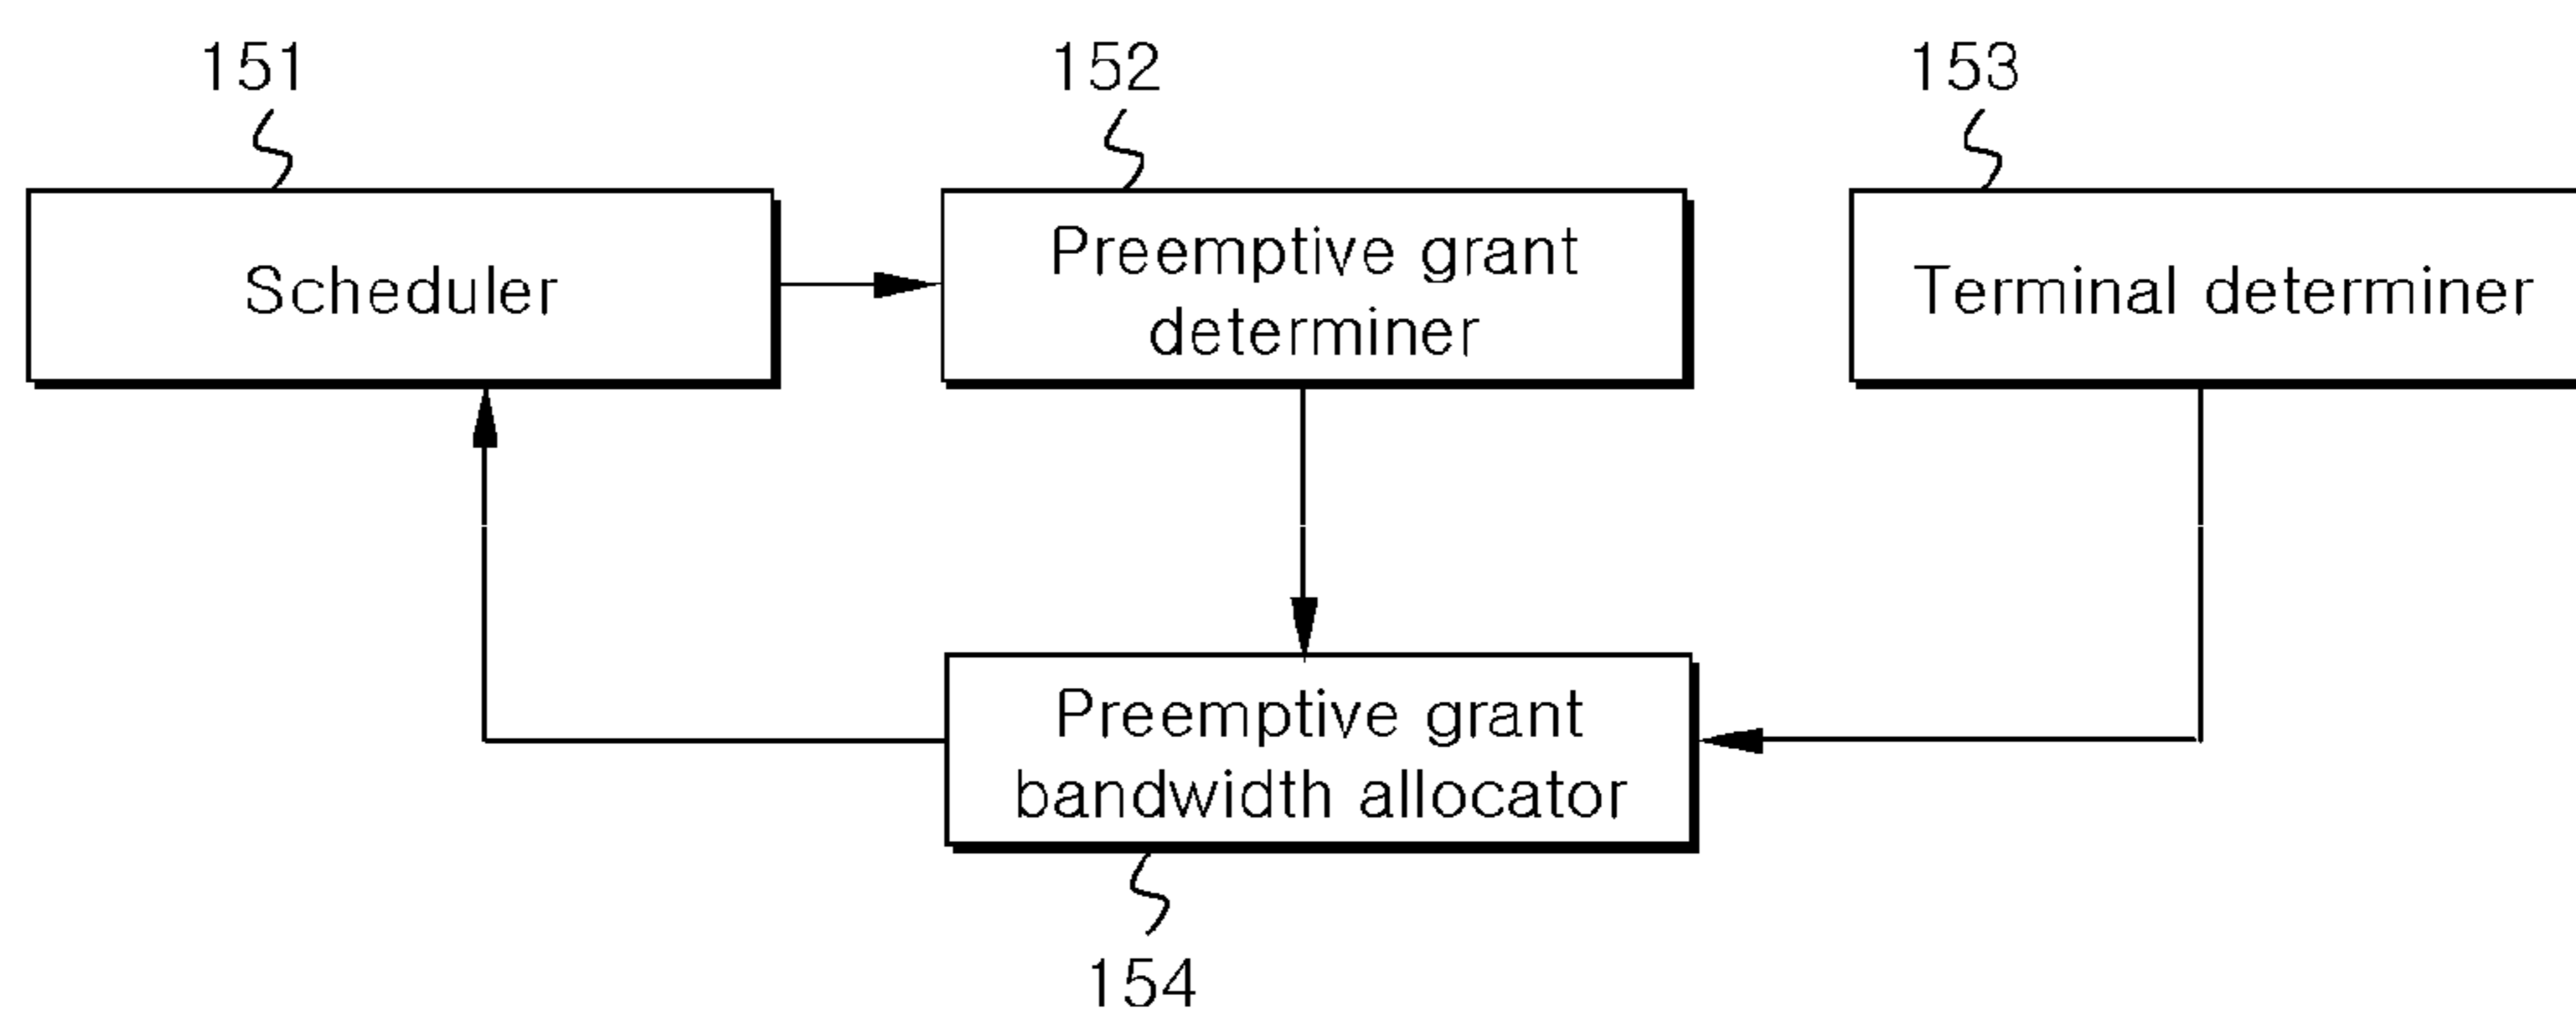 151
152
153
Scheduler
Preemptive grant
determiner
Terminal determiner
Preemptive grant
bandwidth allocator
154